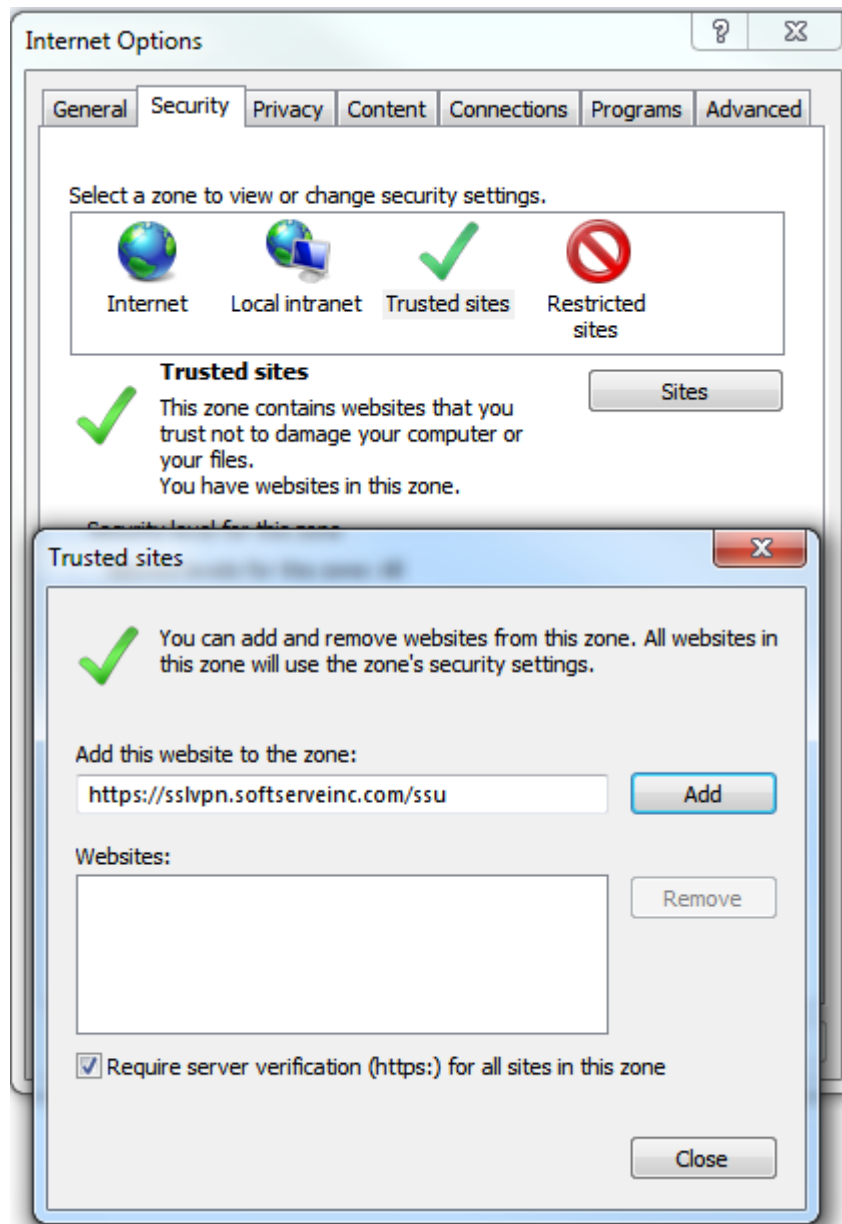 Internet Options
General Security Privacy Content Connections Programs Advanced
Select a zone to view or change security settings.
Internet Local intranet Trusted sites Restricted
sites
Trusted sites
Sites
This zone contains websites that you
trust not to damage your computer or
your files.
You have websites in this zone.
Security level for this zone
Trusted sites
You can add and remove websites from this zone. All websites in
this zone will use the zone's security settings.
Add this website to the zone:
https://sslvpn.softserveinc.com/ssu
Add
Websites:
Remove
Require server verification (https:) for all sites in this zone
Close